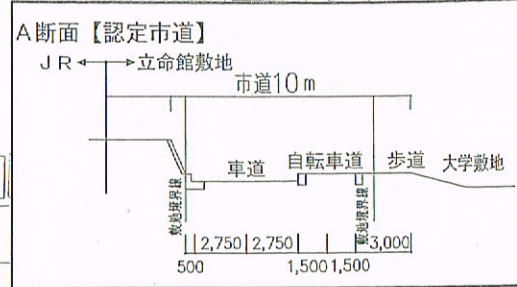 A断面【認定市道】
JR ←→ 立命館敷地
市道10m
車道 自転車道 歩道 大学敷地
敷地境界線
敷地境界線
2,750 2,750 3,000
500 1,500 1,500